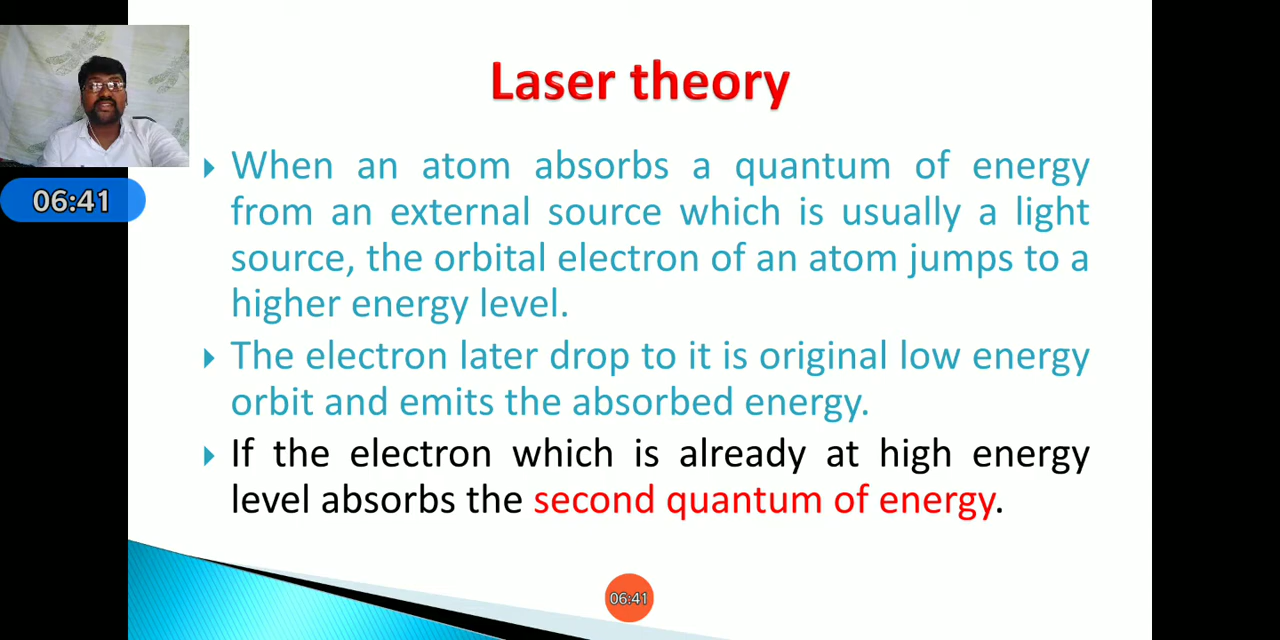 Laser theory
When an atom absorbs a quantum of energy
from an external source which is usually a light
source, the orbital electron of an atom jumps to a
higher energy level.
The electron later drop to it is original low energy
orbit and emits the absorbed energy.
If the electron which is already at high energy
level absorbs the second quantum of energy.
06:41
06:41